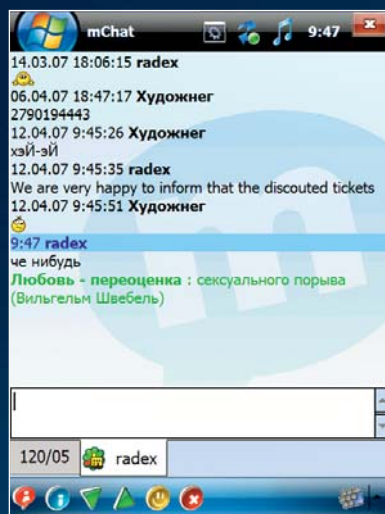 mChat 9:47
14.03.07 18:06:15 radex
06.04.07 18:47:17 Художнег
2790194443
12.04.07 9:45:26 Художнег
хэЙ-эЙ
12.04.07 9:45:35 radex
We are very happy to inform that the discouted tickets
12.04.07 9:45:51 Художнег
9:47 radex
че нибудь
Любовь - переоценка : сексуального порыва
(Вильгельм Швебель)
120/05 radex